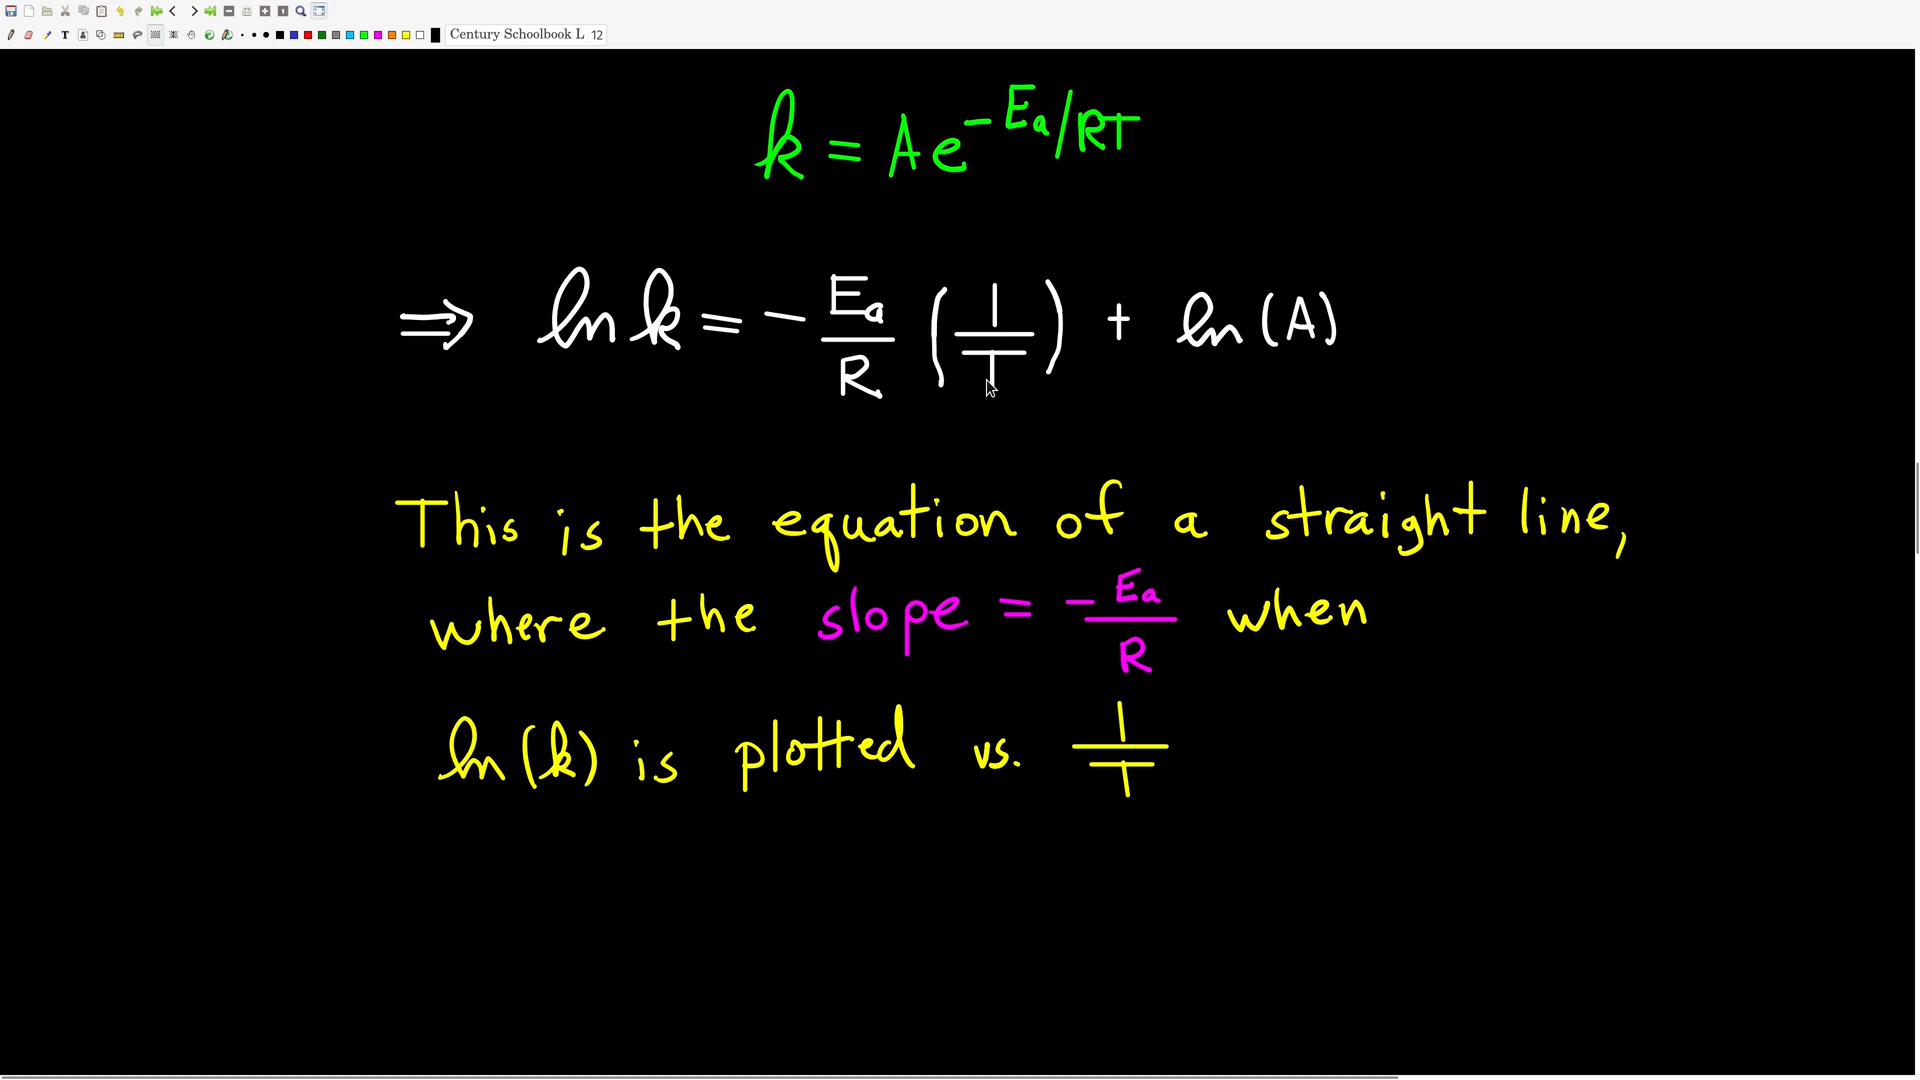 Century Schoolbook L 12
k = Ae^{-Ea/RT}
⇒ ln k = - Ea/R (1/T) + ln(A)
This is the equation of a straight line,
where the slope = - Ea/R when
ln(k) is plotted vs. 1/T